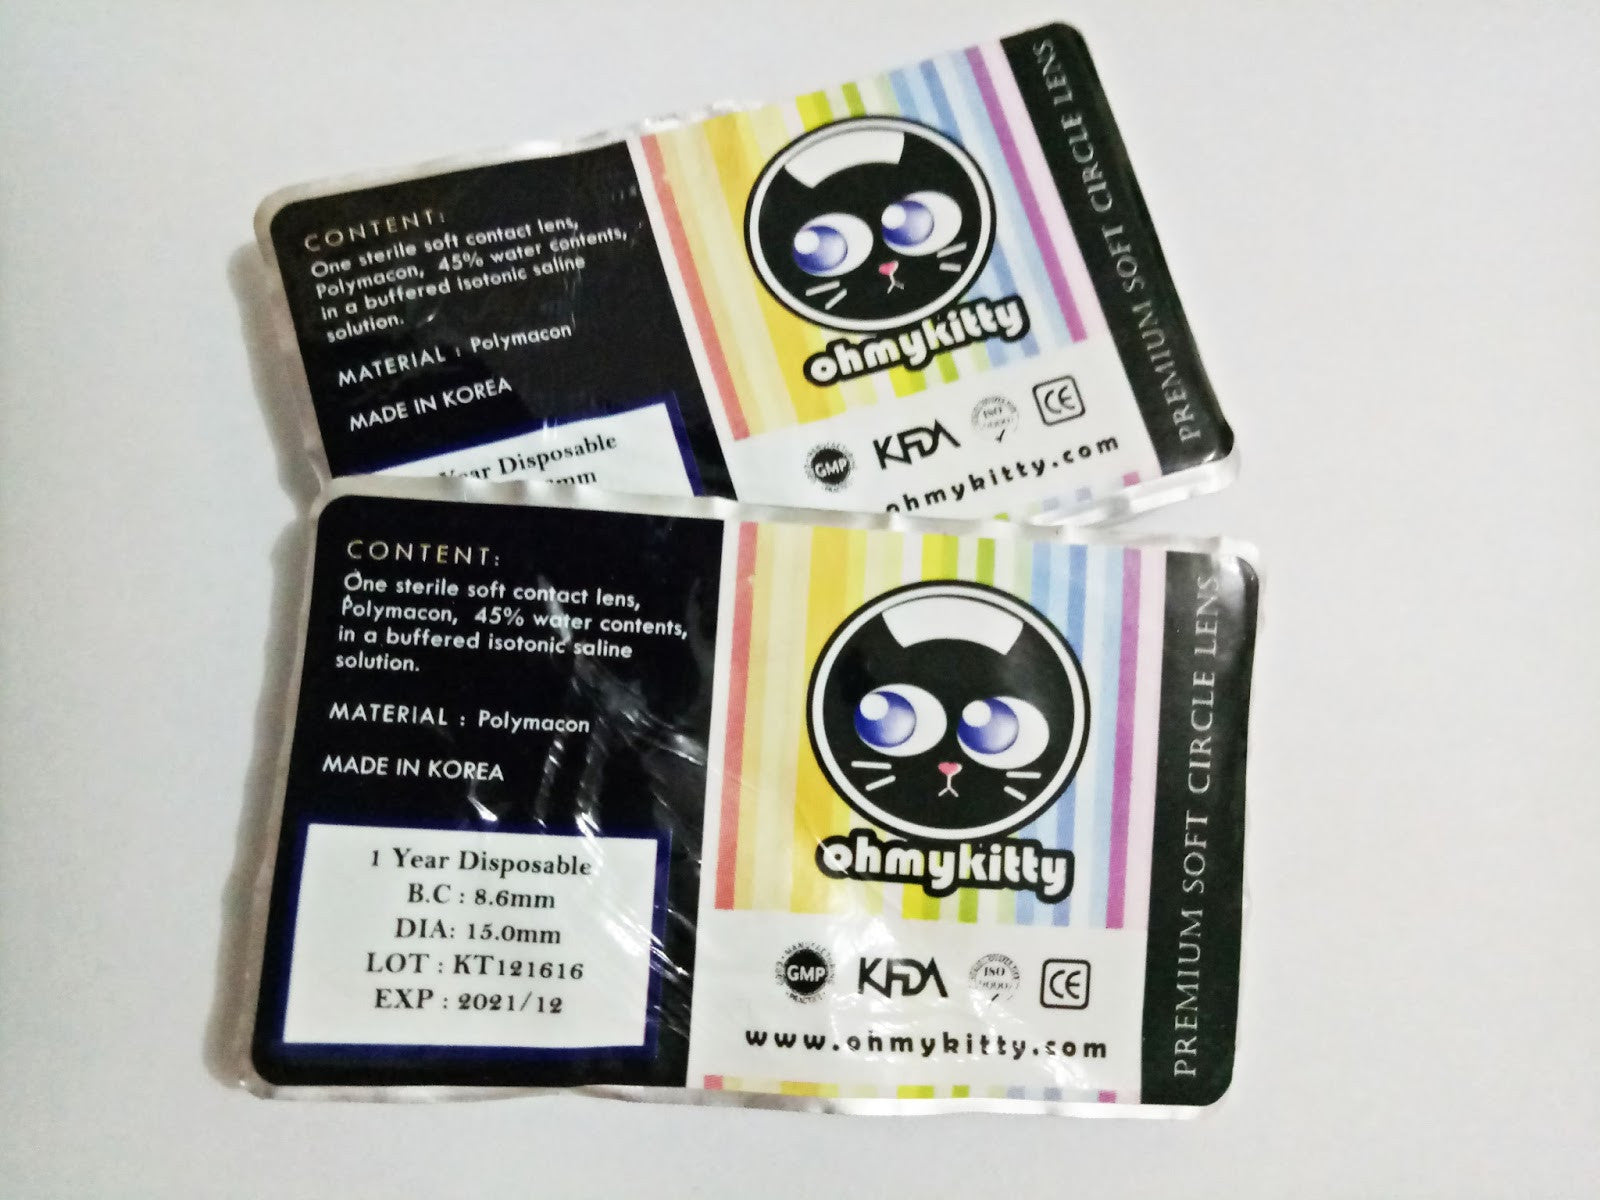 CONTENT:
One sterile soft contact lens,
Polymacon, 45% water contents,
in a buffered isotonic saline
solution.
MATERIAL : Polymacon
MADE IN KOREA
Disposable
ohmykitty
GMP
KFDA
ISO
CE
ohmykitty.com
PREMIUM SOFT CIRCLE LENS
CONTENT:
One sterile soft contact lens,
Polymacon, 45% water contents,
in a buffered isotonic saline
solution.
MATERIAL : Polymacon
MADE IN KOREA
1 Year Disposable
B.C : 8.6mm
DIA: 15.0mm
LOT : KT121616
EXP : 2021/12
ohmykitty
GMP
KFDA
ISO
CE
www.ohmykitty.com
PREMIUM SOFT CIRCLE LENS